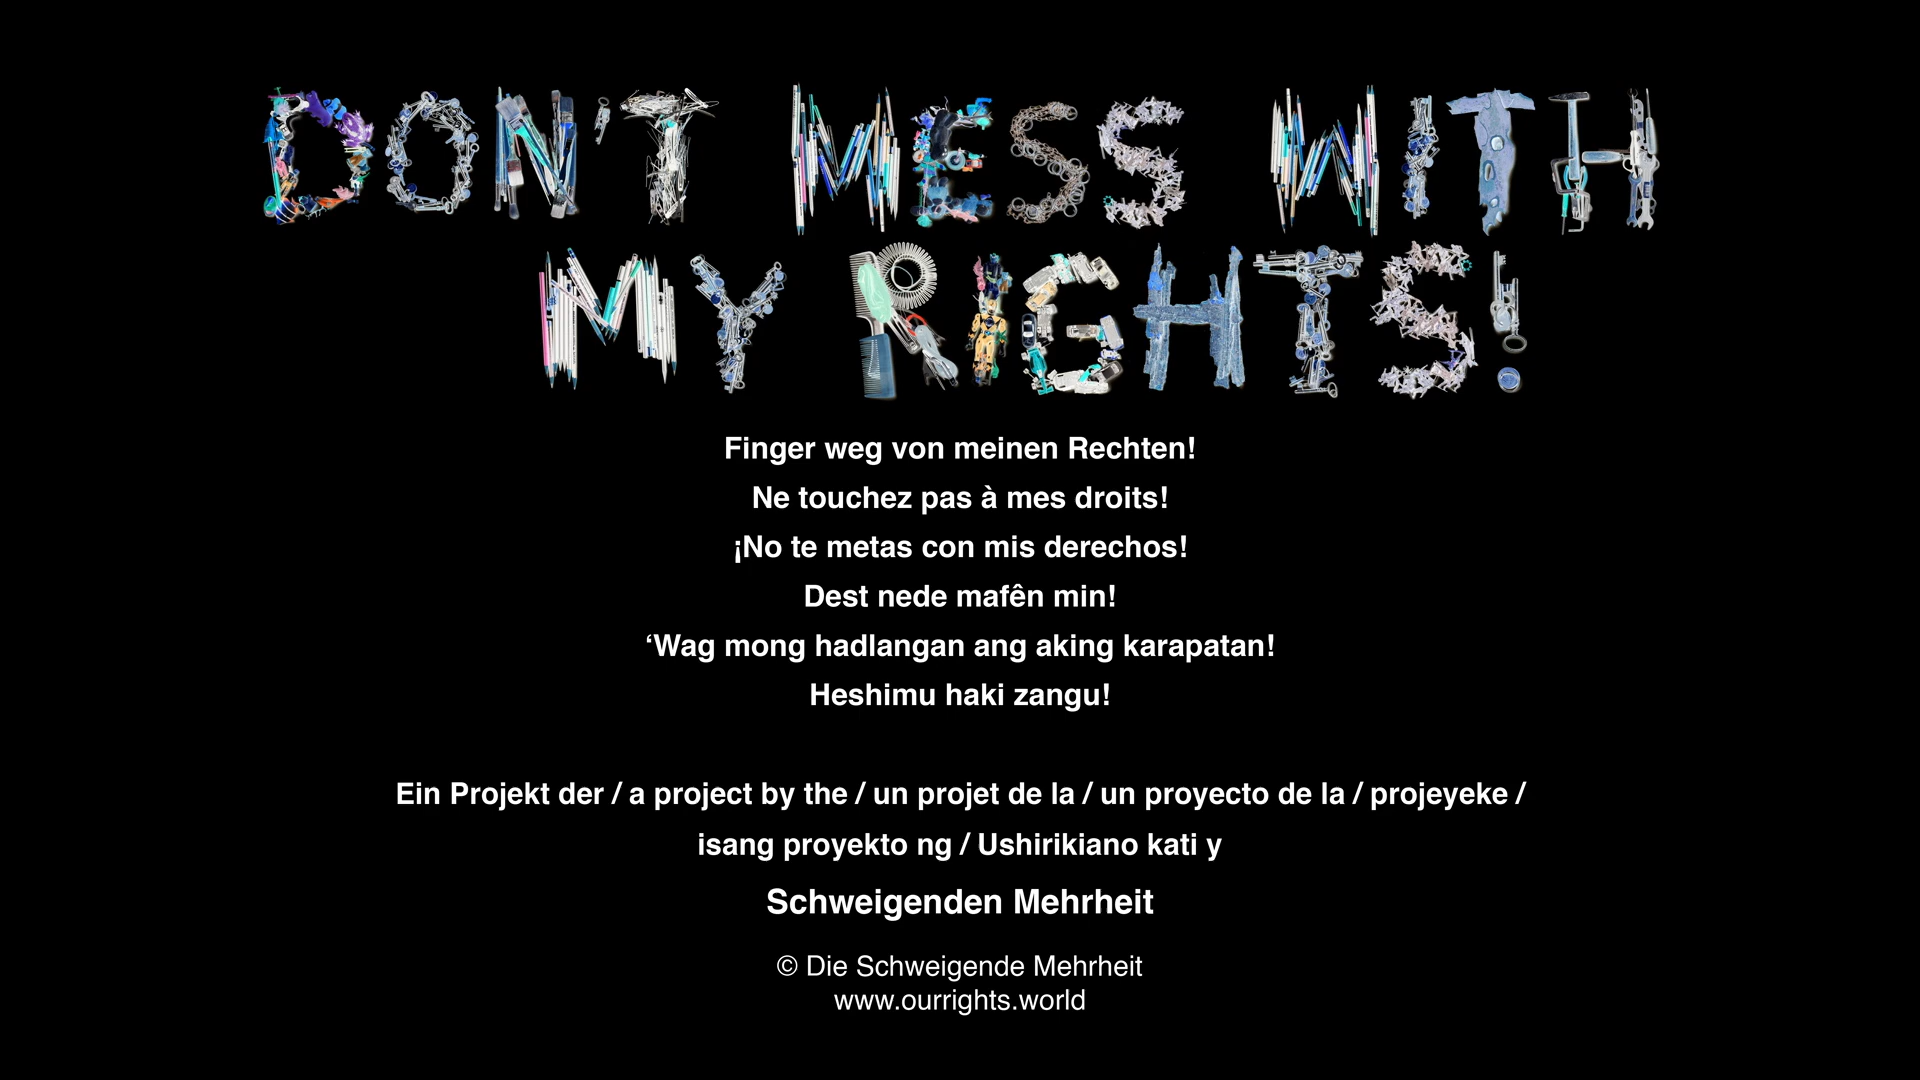 DON'T MESS WITH
MY RIGHTS!
Finger weg von meinen Rechten!
Ne touchez pas à mes droits!
¡No te metas con mis derechos!
Dest nede mafên min!
‘Wag mong hadlangan ang aking karapatan!
Heshimu haki zangu!
Ein Projekt der / a project by the / un projet de la / un proyecto de la / projeyeke /
isang proyekto ng / Ushirikiano kati y
Schweigenden Mehrheit
© Die Schweigende Mehrheit
www.ourrights.world